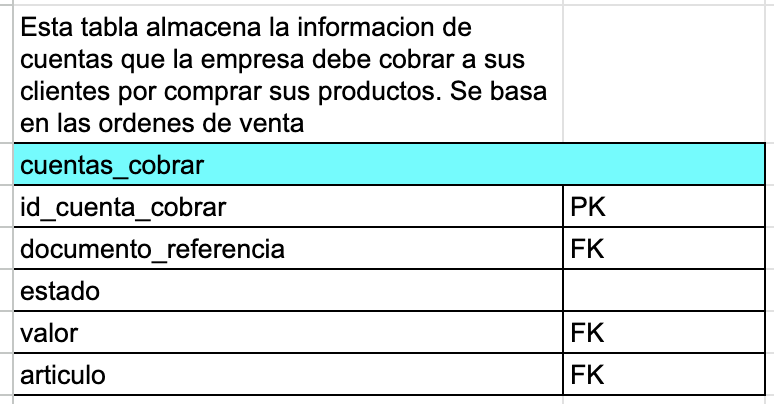 Esta tabla almacena la informacion de
cuentas que la empresa debe cobrar a sus
clientes por comprar sus productos. Se basa
en las ordenes de venta
cuentas_cobrar
id_cuenta_cobrar PK
documento_referencia FK
estado
valor FK
articulo FK